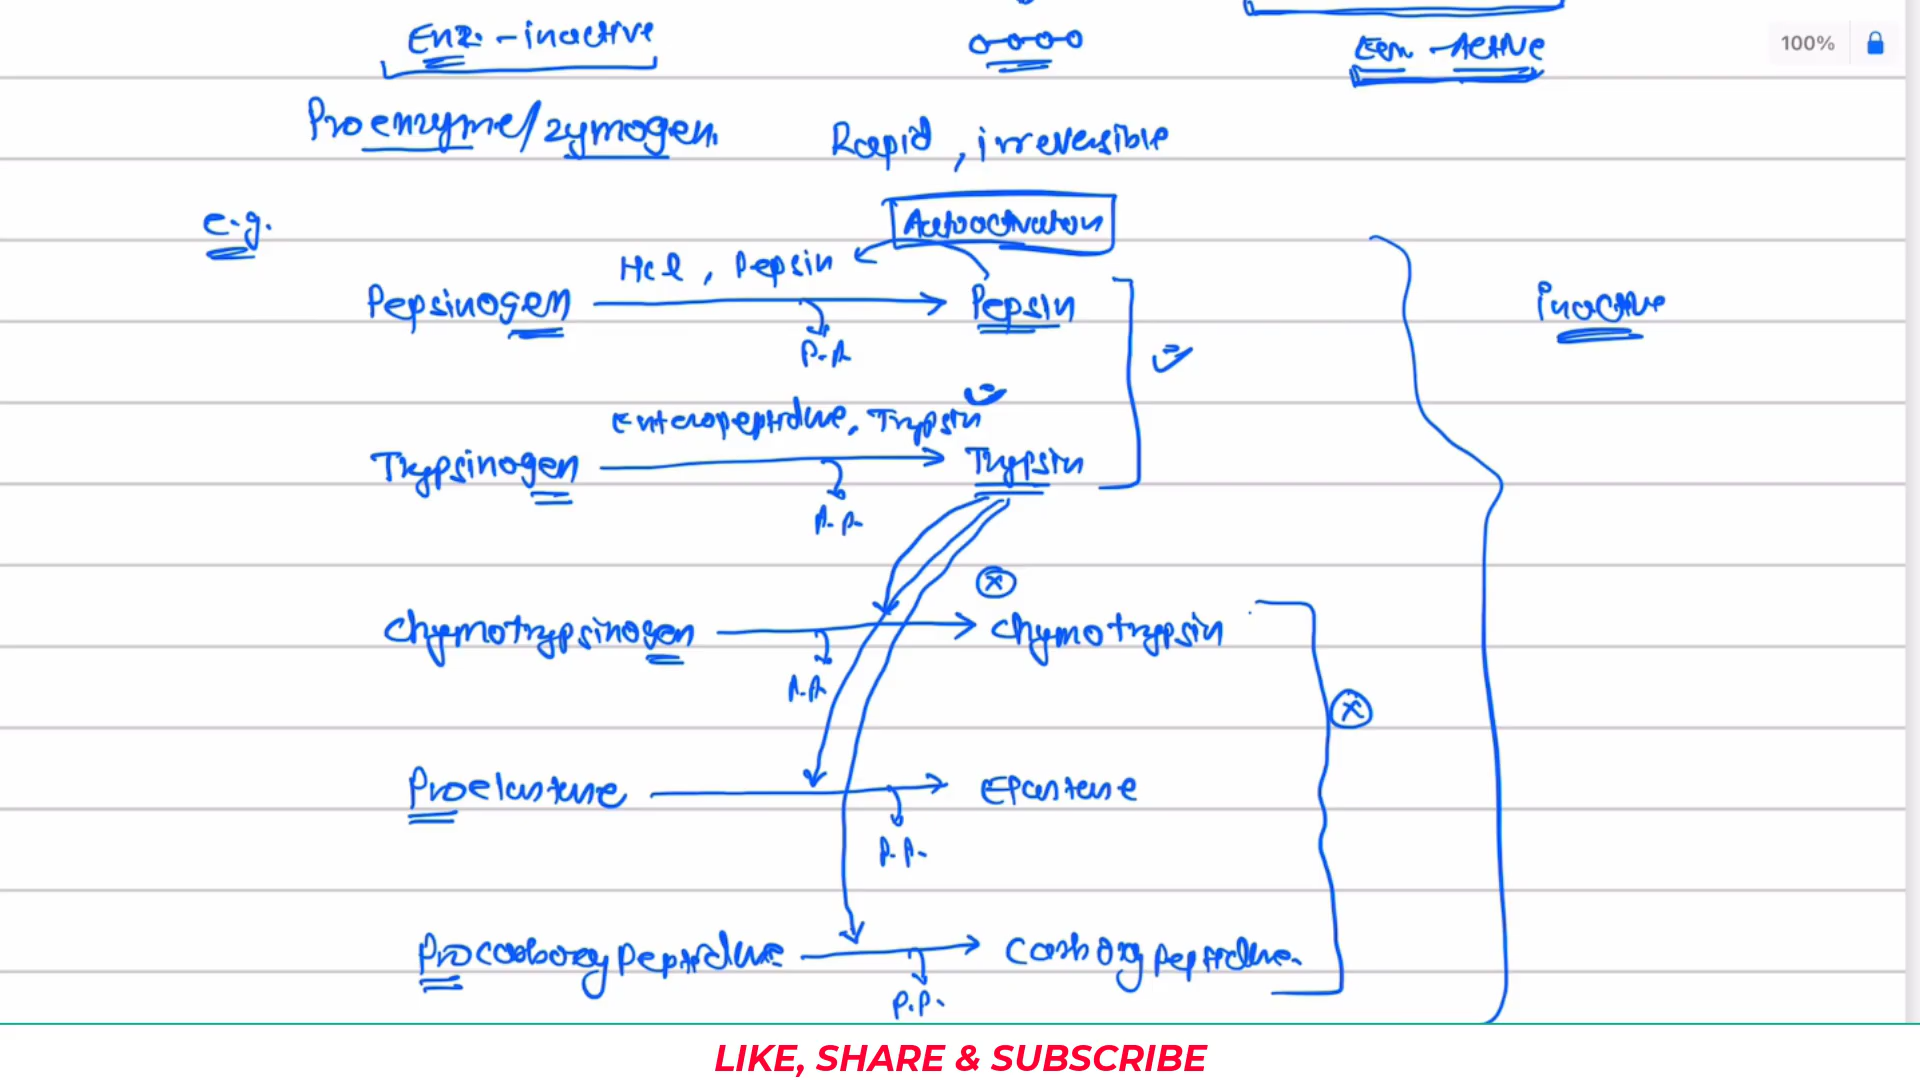 Enz. - inactive
Enz - Active
100%
Proenzyme/zymogen
Rapid, irreversible
e.g.
Autoactivation
HCl, Pepsin
Pepsinogen → Pepsin
P.P.
inactive
Enteropeptidase, Trypsin
Trypsinogen → Trypsin
P.P.
Chymotrypsinogen → Chymotrypsin
P.P.
Proelastase → Elastase
P.P.
Procarboxypeptidase → Carboxypeptidase
P.P.
LIKE, SHARE & SUBSCRIBE